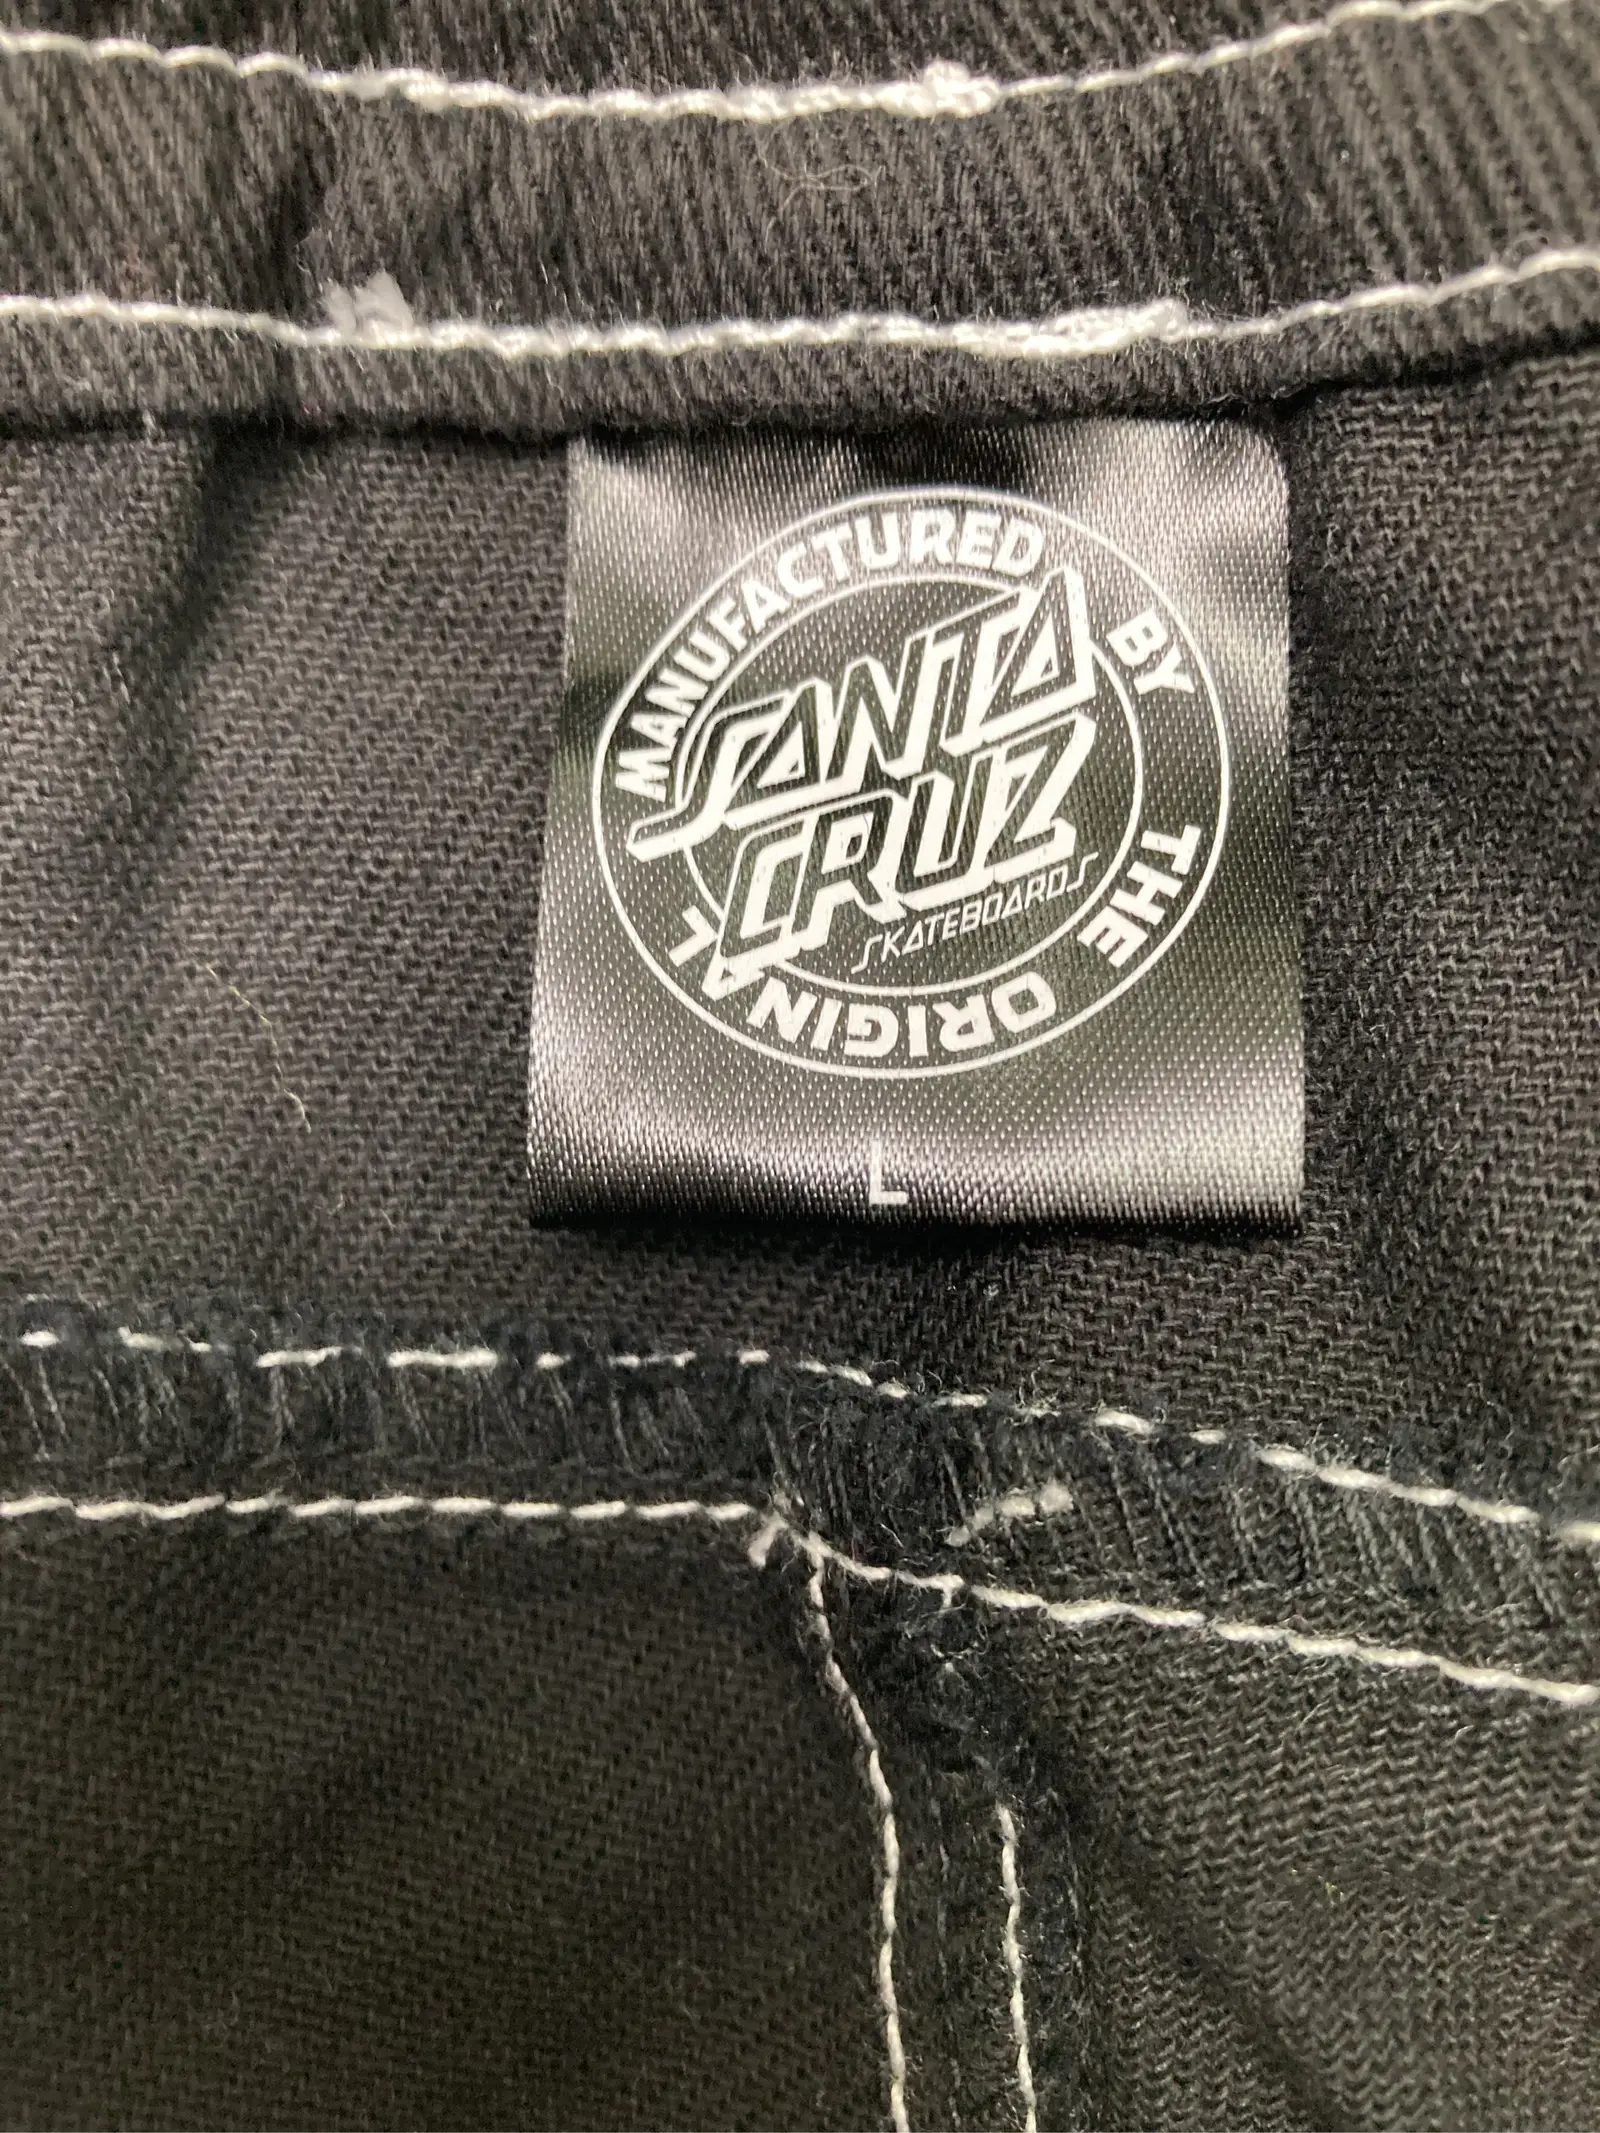 MANUFACTURED BY THE ORIGINAL
SANTA
CRUZ
SKATEBOARDS
L